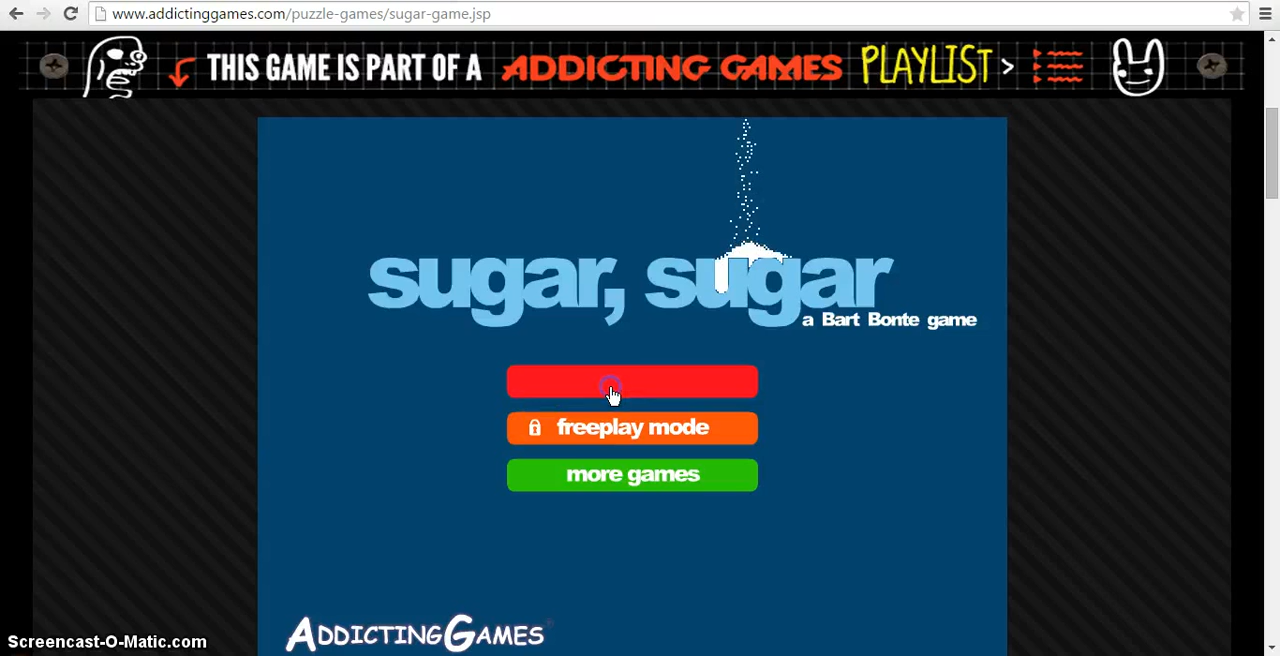 www.addictinggames.com/puzzle-games/sugar-game.jsp
THIS GAME IS PART OF A ADDICTING GAMES PLAYLIST >
sugar, sugar
a Bart Bonte game
freeplay mode
more games
ADDICTINGGAMES
Screencast-O-Matic.com